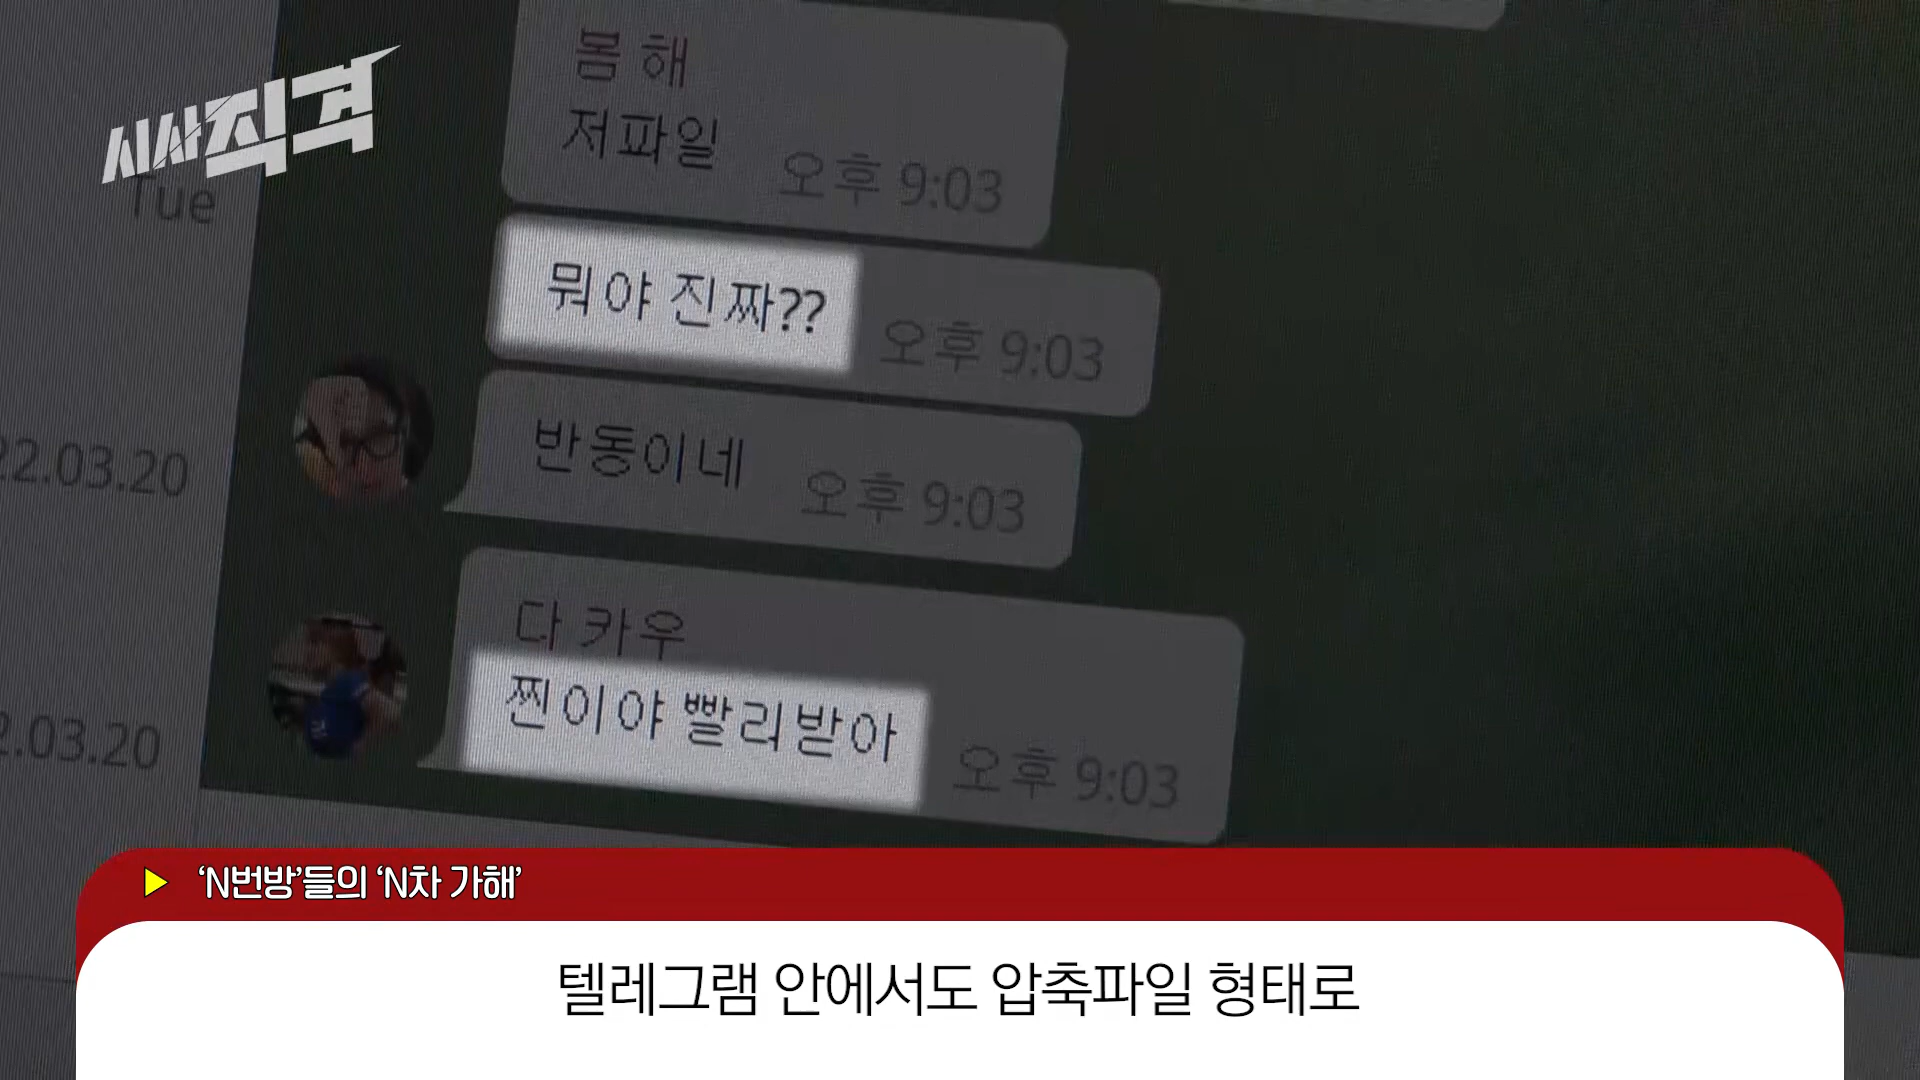 시사직격
Tue
봄 해
저파일 오후 9:03
뭐야 진짜?? 오후 9:03
반동이네 오후 9:03
22.03.20
다 카우
찐이야 빨리받아 오후 9:03
2.03.20
‘N번방’들의 ‘N차 가해’
텔레그램 안에서도 압축파일 형태로